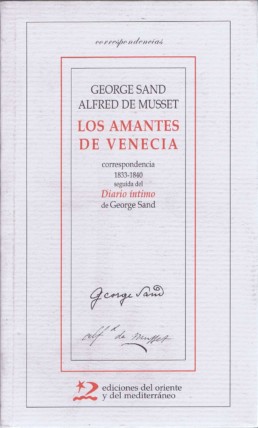 correspondencias
GEORGE SAND
ALFRED DE MUSSET
LOS AMANTES
DE VENECIA
correspondencia
1833-1840
seguida del
Diario íntimo
de George Sand
George Sand
Alf d de Musset
ediciones del oriente
y del mediterráneo